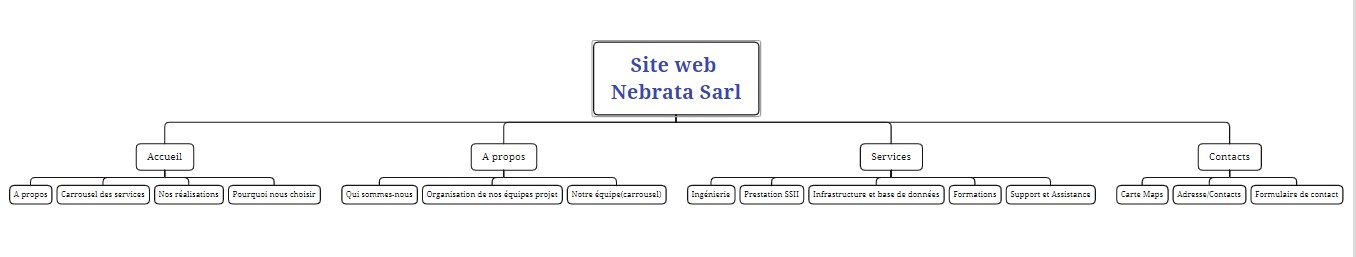 Site web
Nebrata Sarl
Accueil
A propos
Services
Contacts
A propos
Carrousel des services
Nos réalisations
Pourquoi nous choisir
Qui sommes-nous
Organisation de nos équipes projet
Notre équipe(carrousel)
Ingénierie
Prestation SSII
Infrastructure et base de données
Formations
Support et Assistance
Carte Maps
Adresse/Contacts
Formulaire de contact